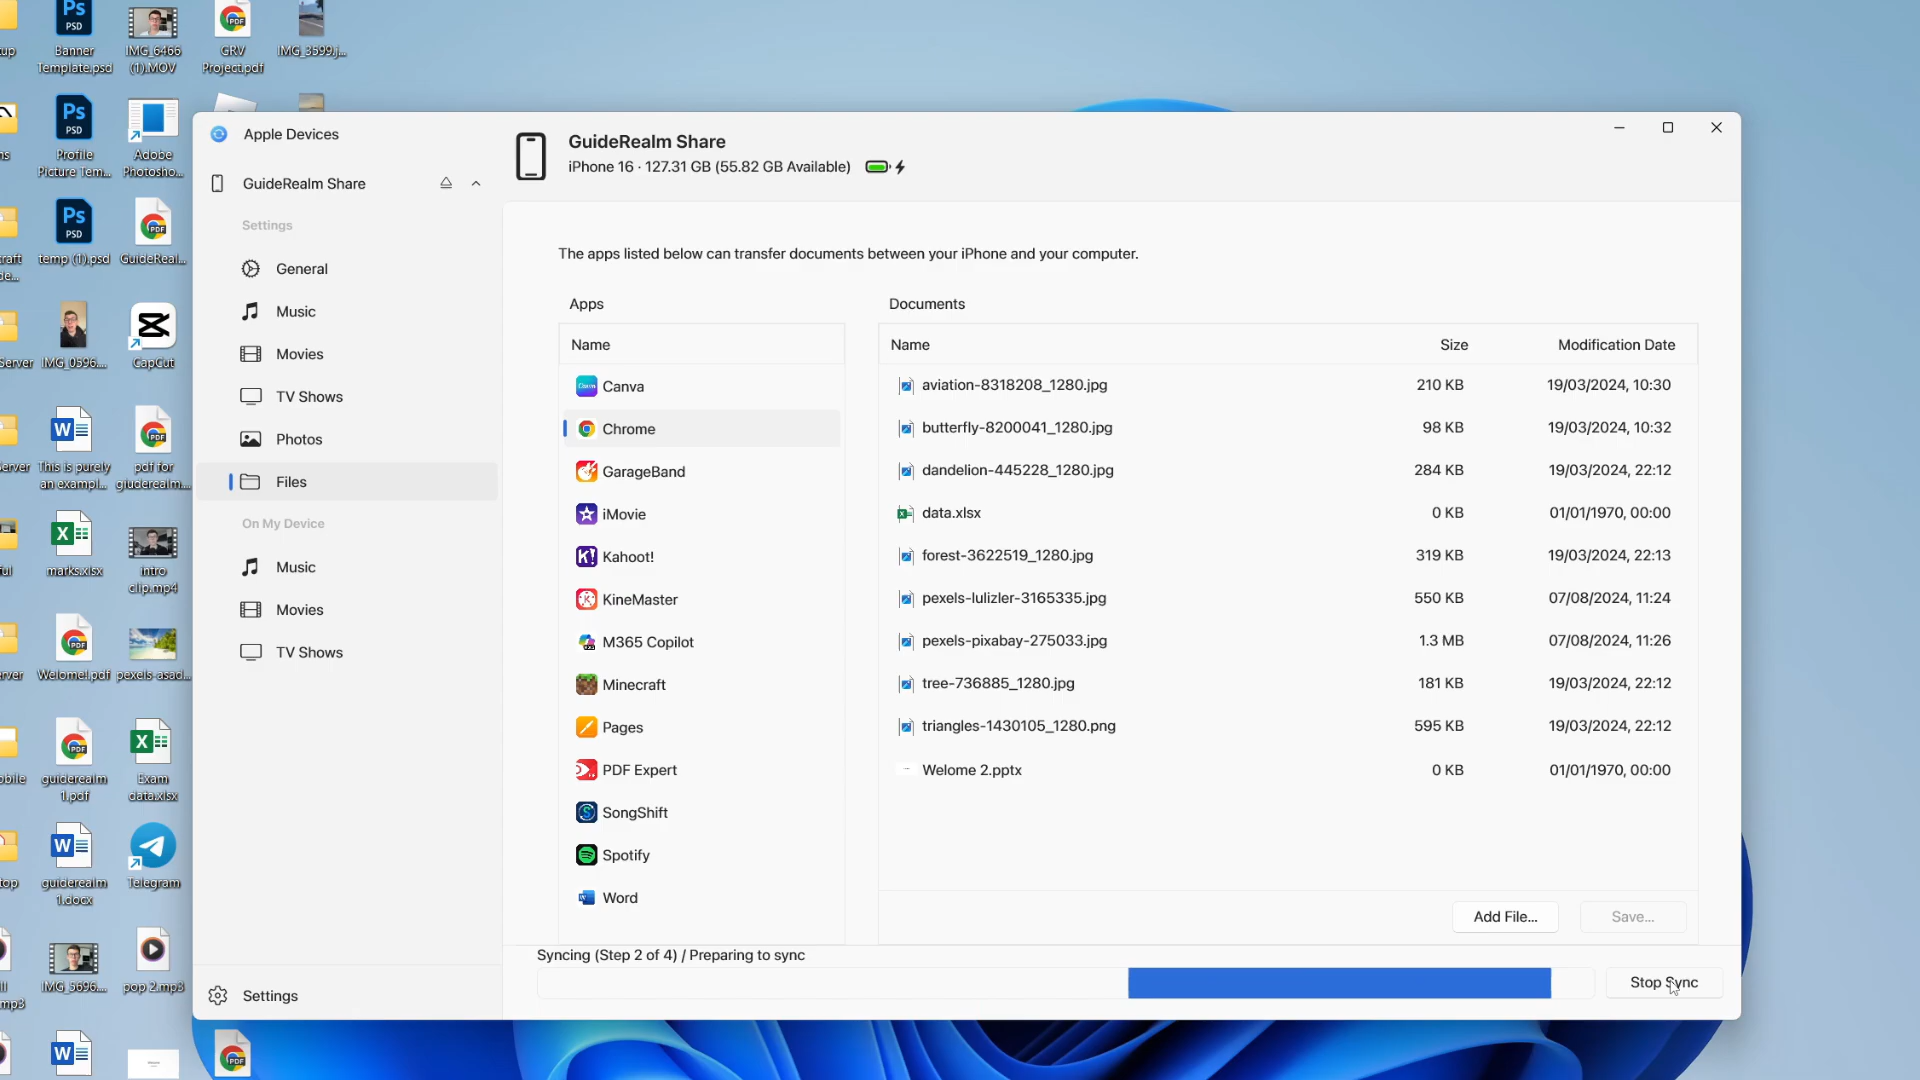 Banner
Template.psd
IMG_6466
(1).MOV
GRV
Project.pdf
IMG_3599.j...
Profile
Picture Tem...
Adobe
Photosho...
temp (1).psd
GuideReal...
IMG_0596....
CapCut
This is purely
an exampl...
pdf for
giuderealm....
marks.xlsx
intro
clip.mp4
Welome!.pdf
pexels-asad...
guiderealm
1.pdf
Exam
data.xlsx
guiderealm
1.docx
Telegram
IMG_5696....
pop 2.mp3
Apple Devices
GuideRealm Share
Settings
General
Music
Movies
TV Shows
Photos
Files
On My Device
Music
Movies
TV Shows
Settings
GuideRealm Share
iPhone 16 · 127.31 GB (55.82 GB Available)
The apps listed below can transfer documents between your iPhone and your computer.
Apps
Name
Canva
Chrome
GarageBand
iMovie
Kahoot!
KineMaster
M365 Copilot
Minecraft
Pages
PDF Expert
SongShift
Spotify
Word
Documents
Name Size Modification Date
aviation-8318208_1280.jpg 210 KB 19/03/2024, 10:30
butterfly-8200041_1280.jpg 98 KB 19/03/2024, 10:32
dandelion-445228_1280.jpg 284 KB 19/03/2024, 22:12
data.xlsx 0 KB 01/01/1970, 00:00
forest-3622519_1280.jpg 319 KB 19/03/2024, 22:13
pexels-lulizler-3165335.jpg 550 KB 07/08/2024, 11:24
pexels-pixabay-275033.jpg 1.3 MB 07/08/2024, 11:26
tree-736885_1280.jpg 181 KB 19/03/2024, 22:12
triangles-1430105_1280.png 595 KB 19/03/2024, 22:12
Welome 2.pptx 0 KB 01/01/1970, 00:00
Add File... Save...
Syncing (Step 2 of 4) / Preparing to sync
Stop Sync